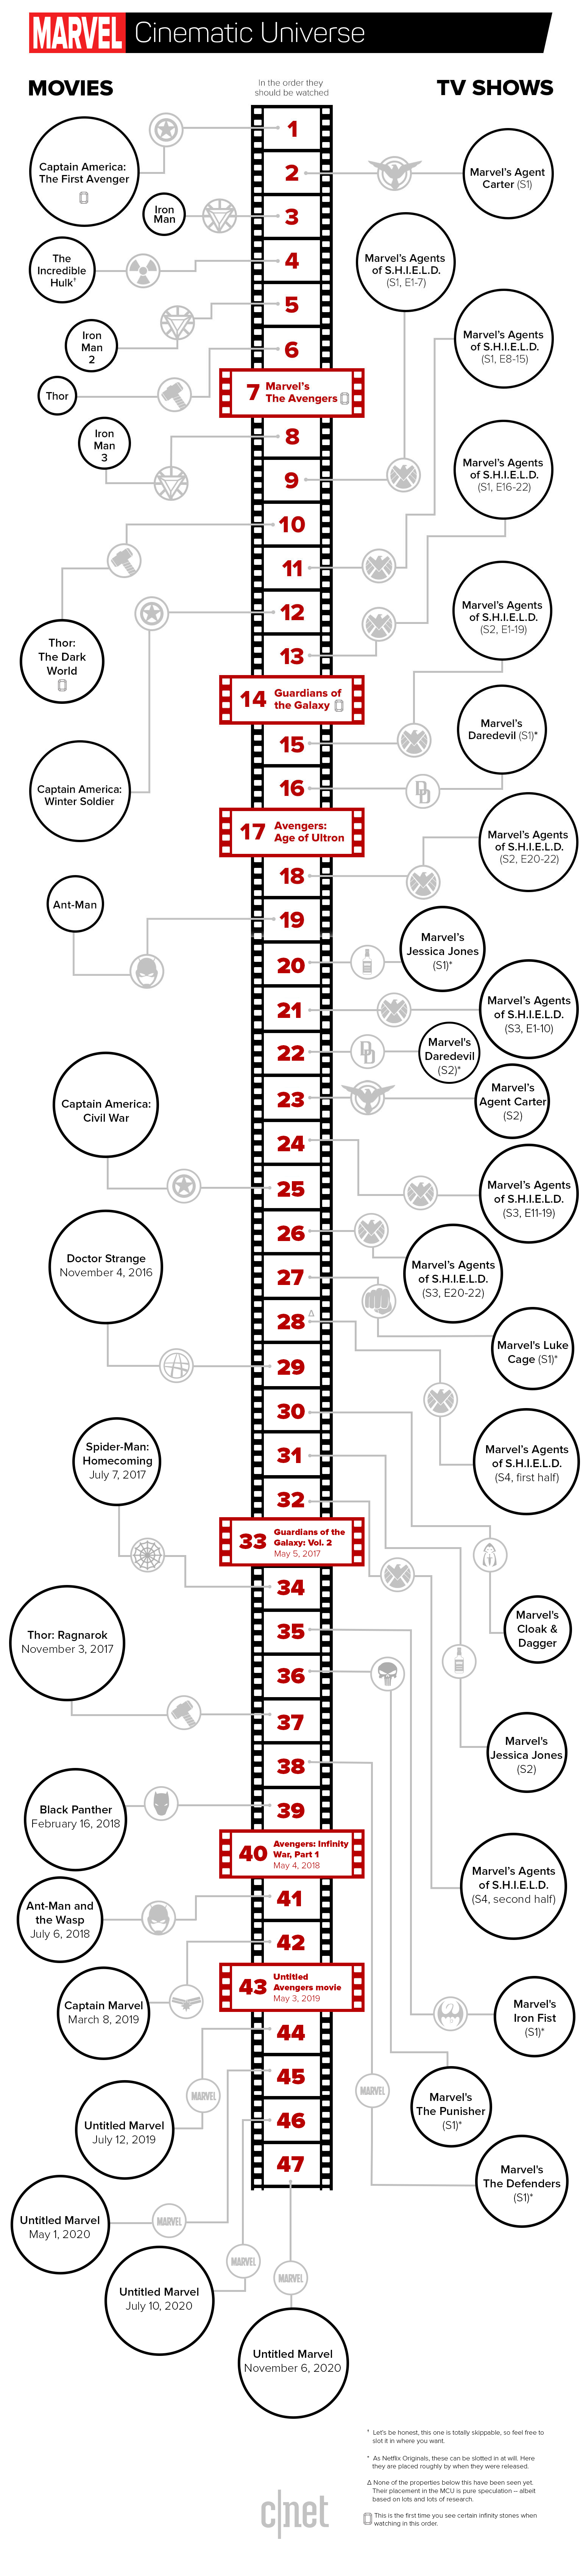 MARVEL Cinematic Universe
MOVIES
In the order they
should be watched
TV SHOWS
1
Captain America:
The First Avenger
2
Marvel's Agent
Carter (S1)
3
Iron
Man
4
The
Incredible
Hulk†
Marvel's Agents
of S.H.I.E.L.D.
(S1, E1-7)
5
Iron
Man
2
6
Marvel's Agents
of S.H.I.E.L.D.
(S1, E8-15)
Thor
7
Marvel's
The Avengers
8
Iron
Man
3
9
Marvel's Agents
of S.H.I.E.L.D.
(S1, E16-22)
10
11
12
Marvel's Agents
of S.H.I.E.L.D.
(S2, E1-19)
13
Thor:
The Dark
World
14
Guardians of
the Galaxy
15
Marvel's
Daredevil (S1)*
16
DD
Captain America:
Winter Soldier
17
Avengers:
Age of Ultron
Marvel's Agents
of S.H.I.E.L.D.
(S2, E20-22)
18
Ant-Man
19
20
Marvel's
Jessica Jones
(S1)*
21
Marvel's Agents
of S.H.I.E.L.D.
(S3, E1-10)
22
DD
Marvel's
Daredevil
(S2)*
23
Marvel's
Agent Carter
(S2)
Captain America:
Civil War
24
25
Marvel's Agents
of S.H.I.E.L.D.
(S3, E11-19)
26
Doctor Strange
November 4, 2016
27
Marvel's Agents
of S.H.I.E.L.D.
(S3, E20-22)
28 Δ
Marvel's Luke
Cage (S1)*
29
30
31
Marvel's Agents
of S.H.I.E.L.D.
(S4, first half)
Spider-Man:
Homecoming
July 7, 2017
32
33
Guardians of the
Galaxy: Vol. 2
May 5, 2017
34
Thor: Ragnarok
November 3, 2017
35
Marvel's
Cloak &
Dagger
36
37
Marvel's
Jessica Jones
(S2)
38
39
Black Panther
February 16, 2018
40
Avengers: Infinity
War, Part 1
May 4, 2018
Marvel's Agents
of S.H.I.E.L.D.
(S4, second half)
41
Ant-Man and
the Wasp
July 6, 2018
42
43
Untitled
Avengers movie
May 3, 2019
Captain Marvel
March 8, 2019
Marvel's
Iron Fist
(S1)*
44
45
MARVEL
MARVEL
Marvel's
The Punisher
(S1)*
46
Untitled Marvel
July 12, 2019
47
Marvel's
The Defenders
(S1)*
Untitled Marvel
May 1, 2020
MARVEL
MARVEL
MARVEL
Untitled Marvel
July 10, 2020
Untitled Marvel
November 6, 2020
* Let's be honest, this one is totally skippable, so feel free to
slot it in where you want.
* As Netflix Originals, these can be slotted in at will. Here
they are placed roughly by when they were released.
Δ None of the properties below this have been seen yet.
Their placement in the MCU is pure speculation -- albeit
based on lots and lots of research.
This is the first time you see certain infinity stones when
watching in this order.
c|net